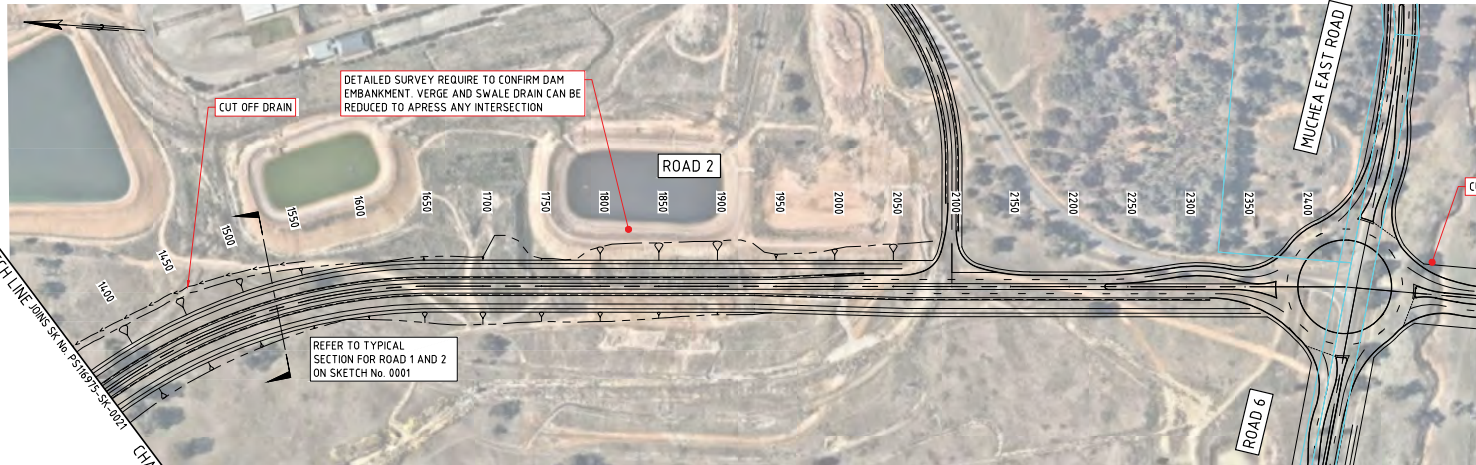 CUT OFF DRAIN
DETAILED SURVEY REQUIRE TO CONFIRM DAM
EMBANKMENT. VERGE AND SWALE DRAIN CAN BE
REDUCED TO APRESS ANY INTERSECTION
ROAD 2
MUCHEA EAST ROAD
1400
1450
1500
1550
1600
1650
1700
1750
1800
1850
1900
1950
2000
2050
2100
2150
2200
2250
2300
2350
2400
REFER TO TYPICAL
SECTION FOR ROAD 1 AND 2
ON SKETCH No. 0001
LINE JOINS SK No. PS116975-SK-0021
ROAD 6